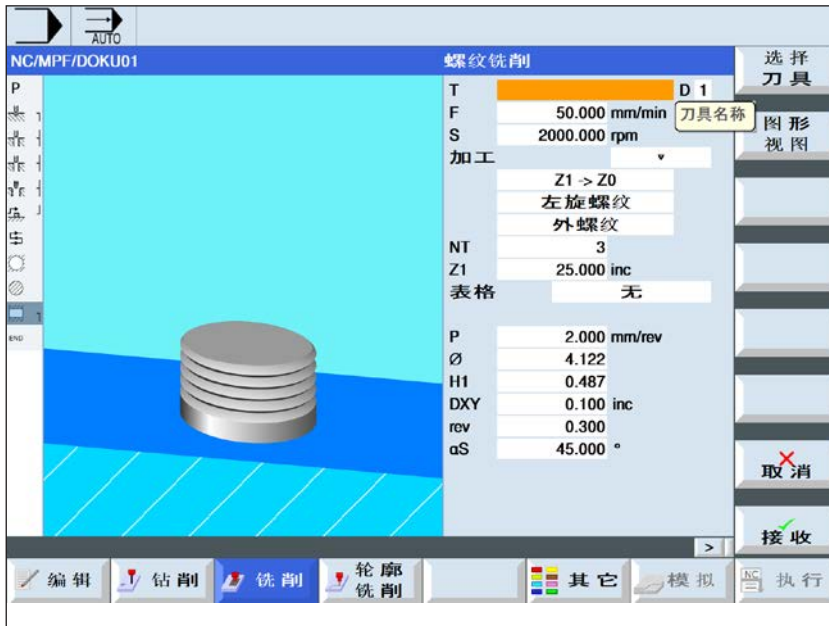 AUTO
NC/MPF/DOKU01
螺纹铣削
选择
刀具
P
T
D 1
F 50.000 mm/min
刀具名称
图形
视图
S 2000.000 rpm
加工
Z1 -> Z0
左旋螺纹
外螺纹
NT 3
Z1 25.000 inc
表格 无
END
P 2.000 mm/rev
Ø 4.122
H1 0.487
DXY 0.100 inc
rev 0.300
αS 45.000 °
取消
接收
>
编辑
钻削
铣削
轮廓
铣削
其它
模拟
NC
执行